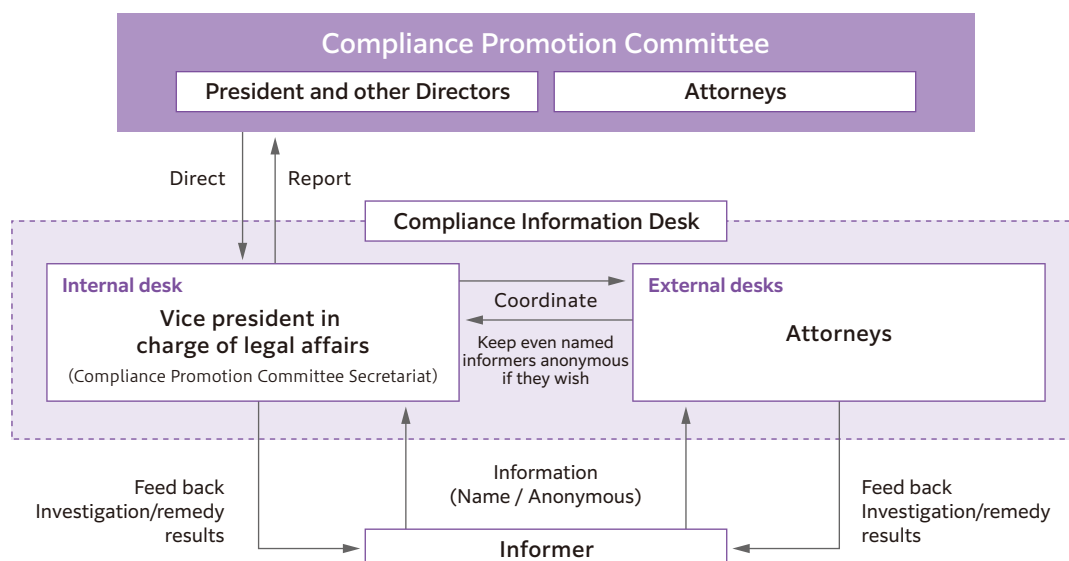 Compliance Promotion Committee
President and other Directors
Attorneys
Direct
Report
Compliance Information Desk
Internal desk
Vice president in
charge of legal affairs
(Compliance Promotion Committee Secretariat)
Coordinate
Keep even named
informers anonymous
if they wish
External desks
Attorneys
Feed back
Investigation/remedy
results
Information
(Name / Anonymous)
Feed back
Investigation/remedy
results
Informer